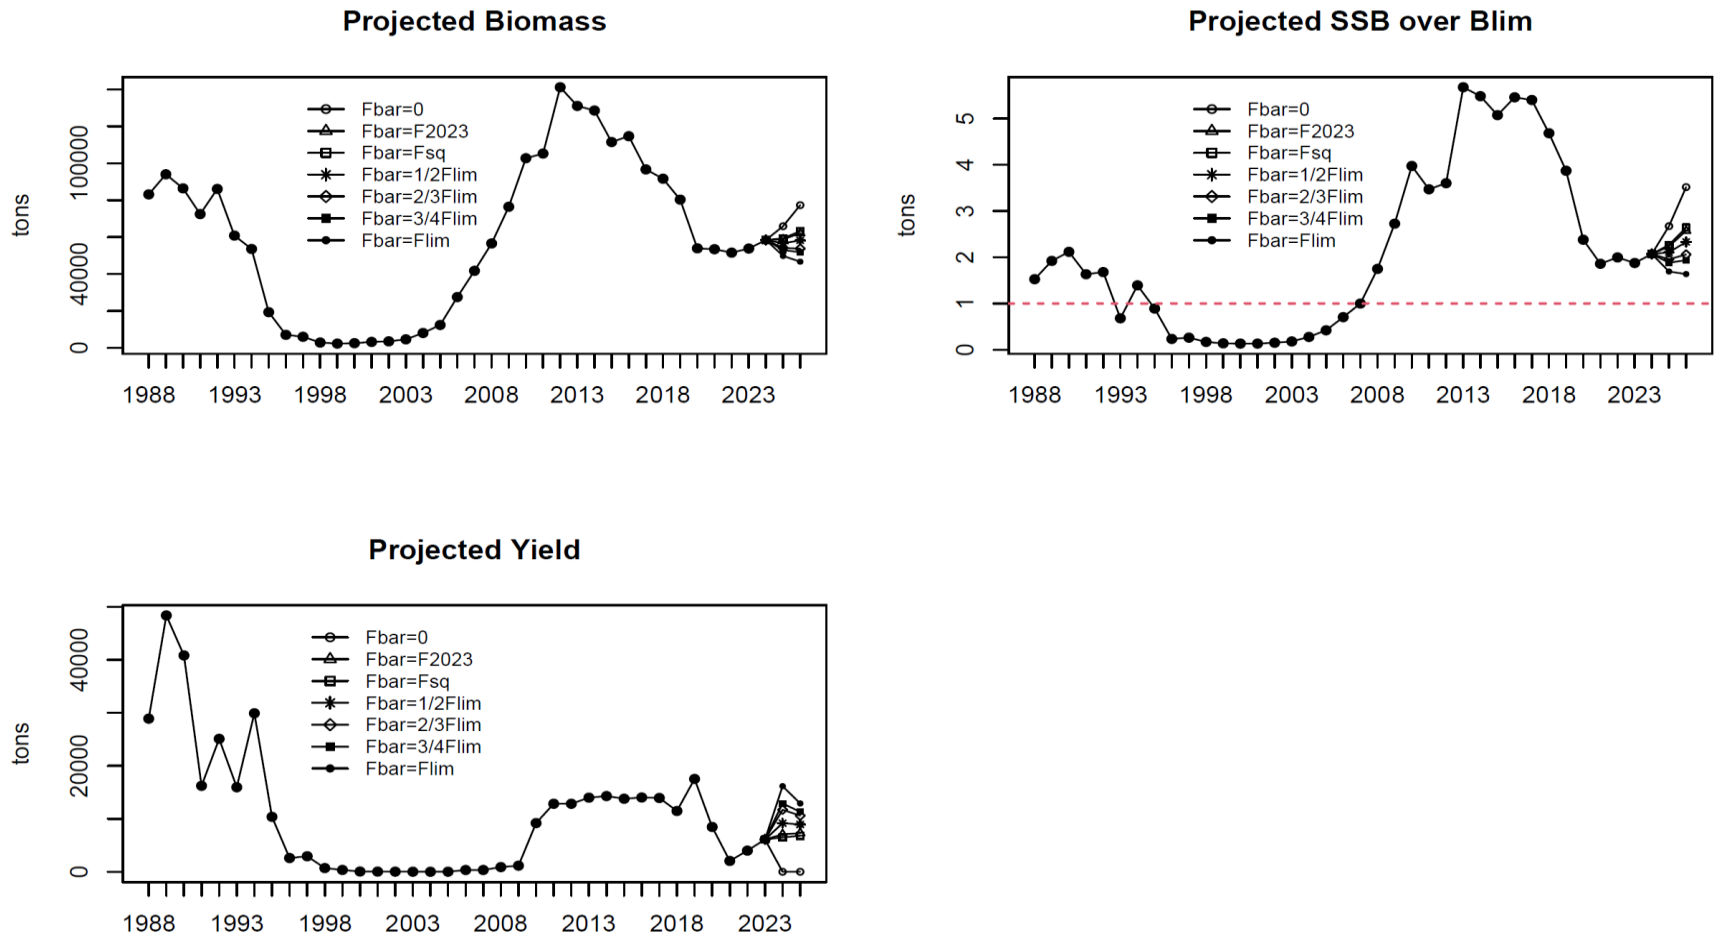 Projected Biomass
tons
0
40000
100000
Fbar=0
Fbar=F2023
Fbar=Fsq
Fbar=1/2Flim
Fbar=2/3Flim
Fbar=3/4Flim
Fbar=Flim
1988 1993 1998 2003 2008 2013 2018 2023
Projected SSB over Blim
tons
0
1
2
3
4
5
Fbar=0
Fbar=F2023
Fbar=Fsq
Fbar=1/2Flim
Fbar=2/3Flim
Fbar=3/4Flim
Fbar=Flim
1988 1993 1998 2003 2008 2013 2018 2023
Projected Yield
tons
0
20000
40000
Fbar=0
Fbar=F2023
Fbar=Fsq
Fbar=1/2Flim
Fbar=2/3Flim
Fbar=3/4Flim
Fbar=Flim
1988 1993 1998 2003 2008 2013 2018 2023